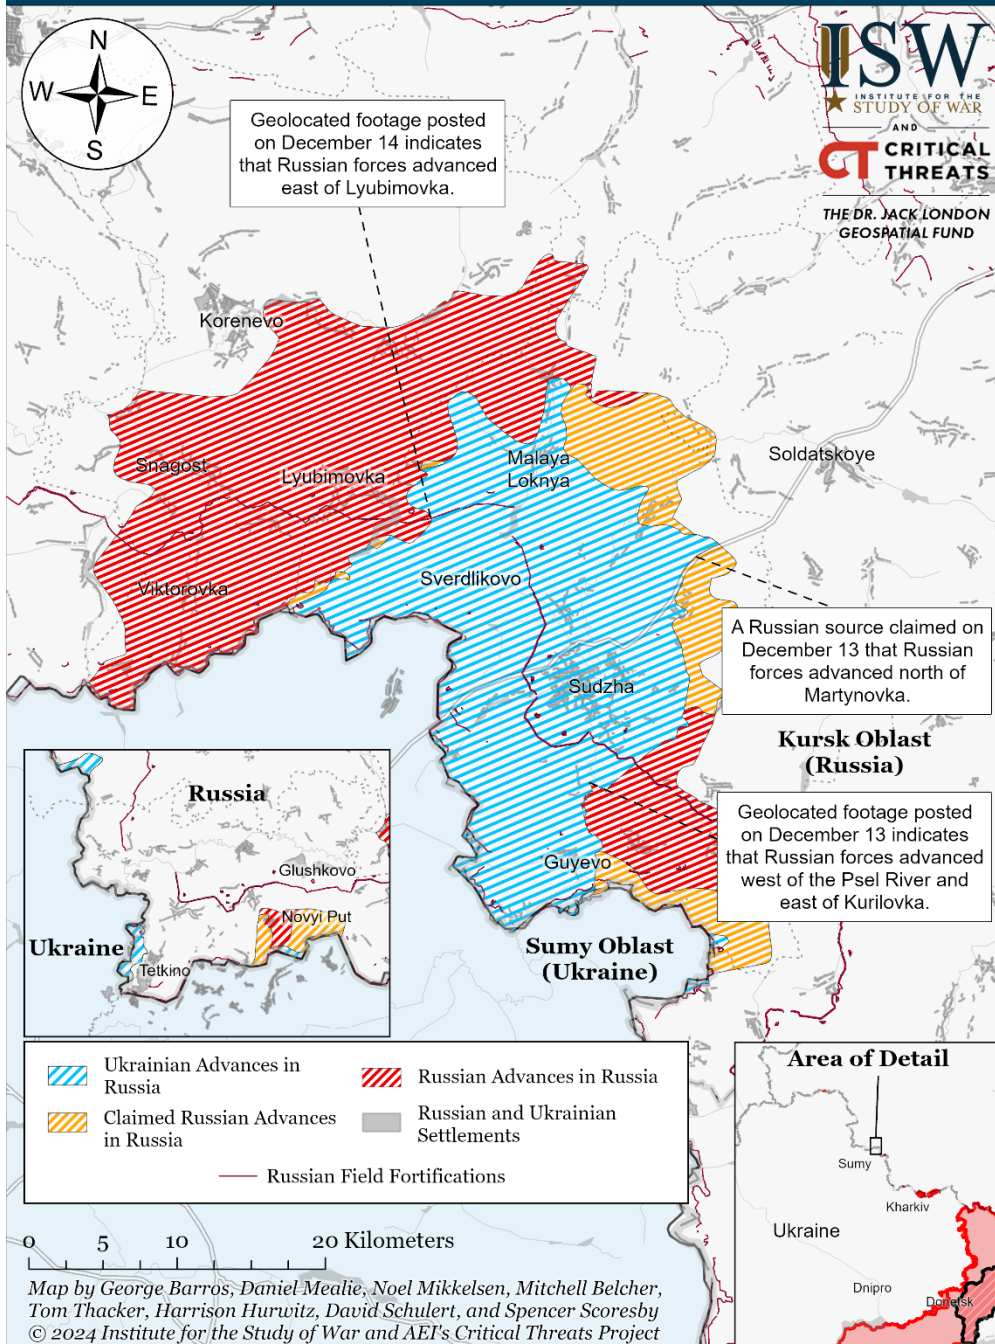 N
W
E
S
ISW
INSTITUTE FOR THE
STUDY OF WAR
AND
CT CRITICAL
THREATS
THE DR. JACK LONDON
GEOSPATIAL FUND
Geolocated footage posted
on December 14 indicates
that Russian forces advanced
east of Lyubimovka.
Korenevo
Snagost
Lyubimovka
Malaya
Loknya
Soldatskoye
Viktorovka
Sverdlikovo
A Russian source claimed on
December 13 that Russian
forces advanced north of
Martynovka.
Sudzha
Kursk Oblast
(Russia)
Geolocated footage posted
on December 13 indicates
that Russian forces advanced
west of the Psel River and
east of Kurilovka.
Guyevo
Sumy Oblast
(Ukraine)
Russia
Glushkovo
Novyi Put
Ukraine
Tetkino
Ukrainian Advances in
Russia
Russian Advances in Russia
Claimed Russian Advances
in Russia
Russian and Ukrainian
Settlements
Russian Field Fortifications
Area of Detail
Sumy
Kharkiv
Ukraine
Dnipro
Donetsk
0 5 10 20 Kilometers
Map by George Barros, Daniel Mealie, Noel Mikkelsen, Mitchell Belcher,
Tom Thacker, Harrison Hurwitz, David Schulert, and Spencer Scoresby
© 2024 Institute for the Study of War and AEI's Critical Threats Project